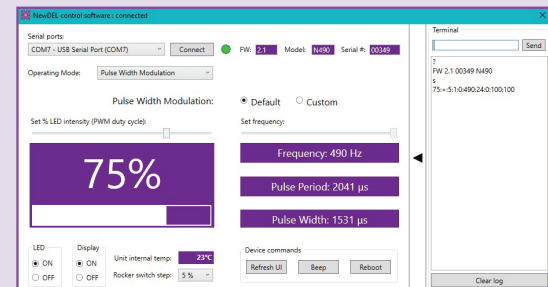 NewDEL control software : connected
Serial ports:
COM7 - USB Serial Port (COM7)
Connect
FW: 2.1 Model: N490 Serial #: 00349
Operating Mode: Pulse Width Modulation
Pulse Width Modulation: Default Custom
Set % LED intensity (PWM duty cycle):
75%
Set frequency:
Frequency: 490 Hz
Pulse Period: 2041 µs
Pulse Width: 1531 µs
LED
ON
OFF
Display
ON
OFF
Unit internal temp: 23°C
Rocker switch step: 5 %
Device commands
Refresh UI Beep Reboot
Terminal
Send
?
FW 2.1 00349 N490
s
75:+:5:1:0:490:24:0:100:100
Clear log